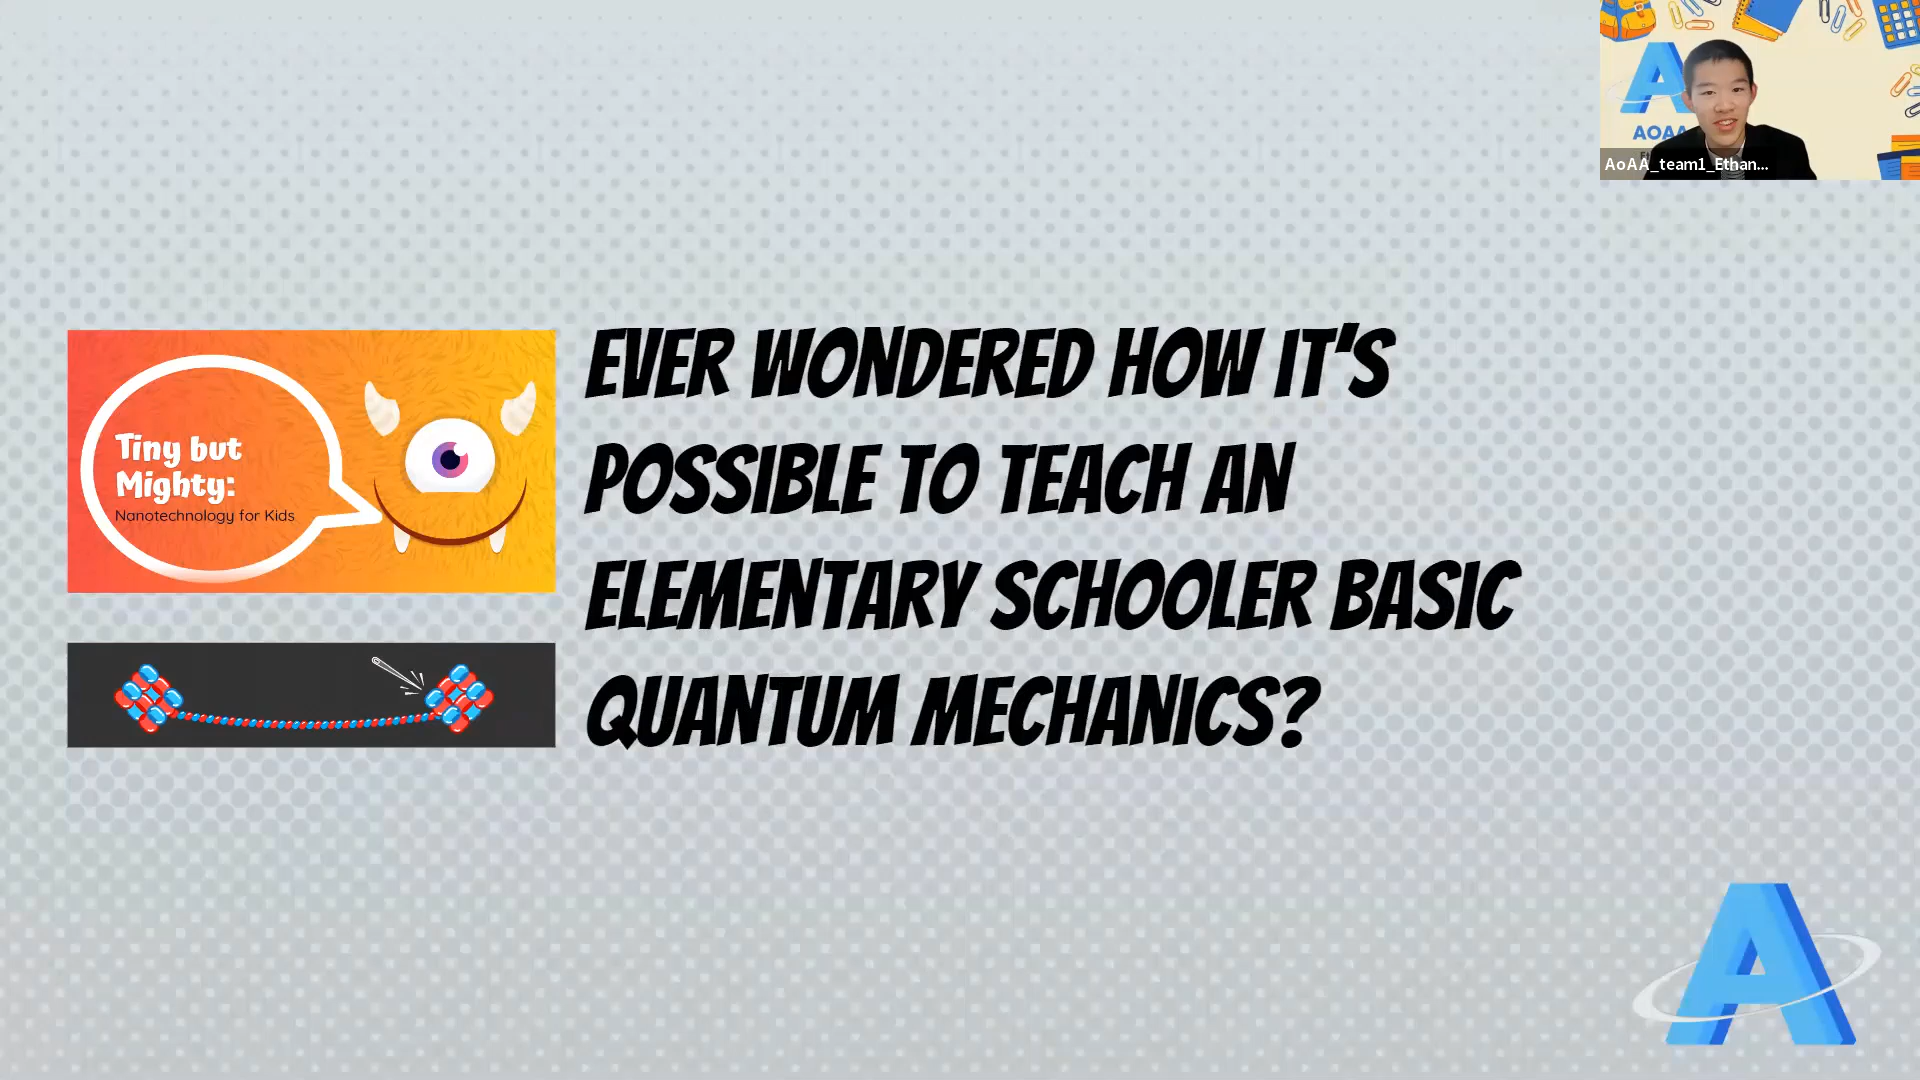 AOAA
AoAA_team1_Ethan...
EVER WONDERED HOW IT'S
POSSIBLE TO TEACH AN
ELEMENTARY SCHOOLER BASIC
QUANTUM MECHANICS?
Tiny but
Mighty:
Nanotechnology for Kids
A